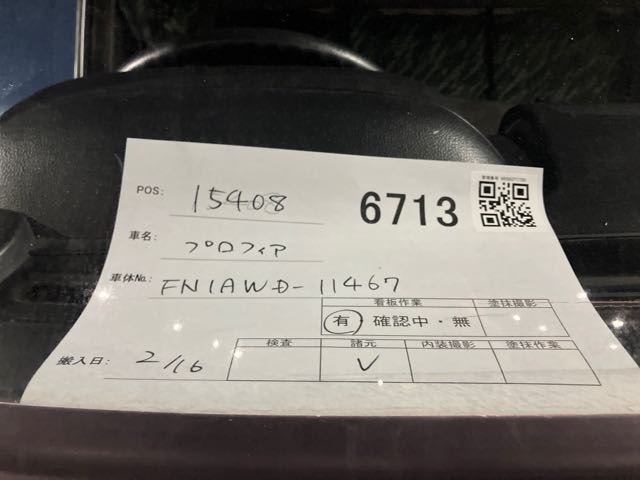 POS: 15408
6713
車名: プロフィア
車体No. FN1AWD-11467
看板作業 塗抹撮影
有・確認中・無
検査 諸元 内装撮影 塗抹作業
搬入日: 2/16 V